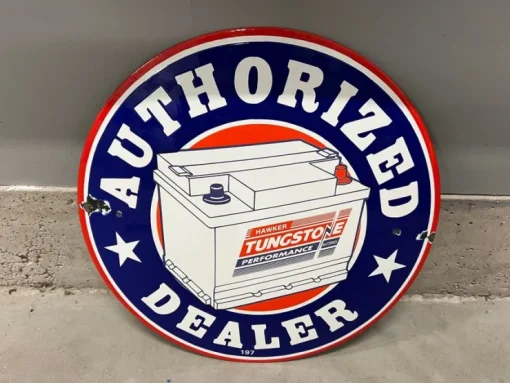 AUTHORIZED
HAWKER
TUNGSTONE
PERFORMANCE
DEALER
197